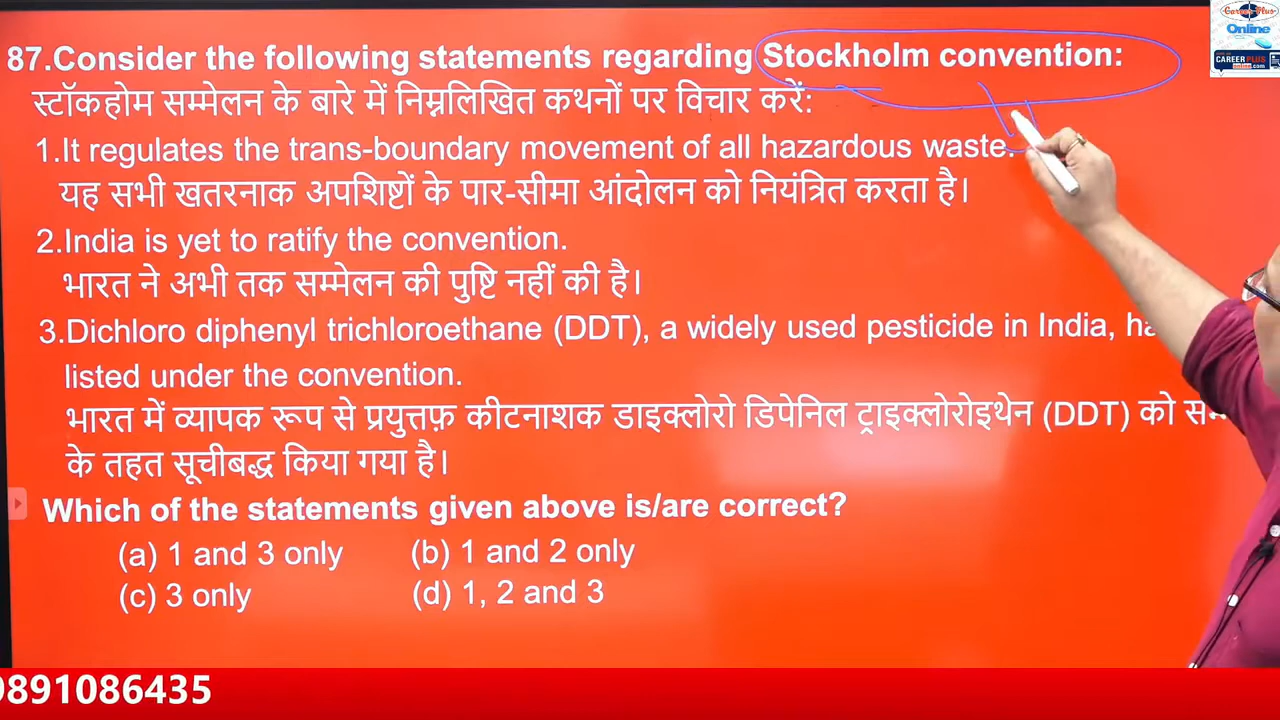 Career Plus
Online
CAREER PLUS
87.Consider the following statements regarding Stockholm convention:
स्टॉकहोम सम्मेलन के बारे में निम्नलिखित कथनों पर विचार करें:
1.It regulates the trans-boundary movement of all hazardous waste.
यह सभी खतरनाक अपशिष्टों के पार-सीमा आंदोलन को नियंत्रित करता है।
2.India is yet to ratify the convention.
भारत ने अभी तक सम्मेलन की पुष्टि नहीं की है।
3.Dichloro diphenyl trichloroethane (DDT), a widely used pesticide in India,
listed under the convention.
भारत में व्यापक रूप से प्रयुत्तफ़ कीटनाशक डाइक्लोरो डिपेनिल ट्राइक्लोरोइथेन (DDT) को
के तहत सूचीबद्ध किया गया है।
Which of the statements given above is/are correct?
(a) 1 and 3 only (b) 1 and 2 only
(c) 3 only (d) 1, 2 and 3
9891086435